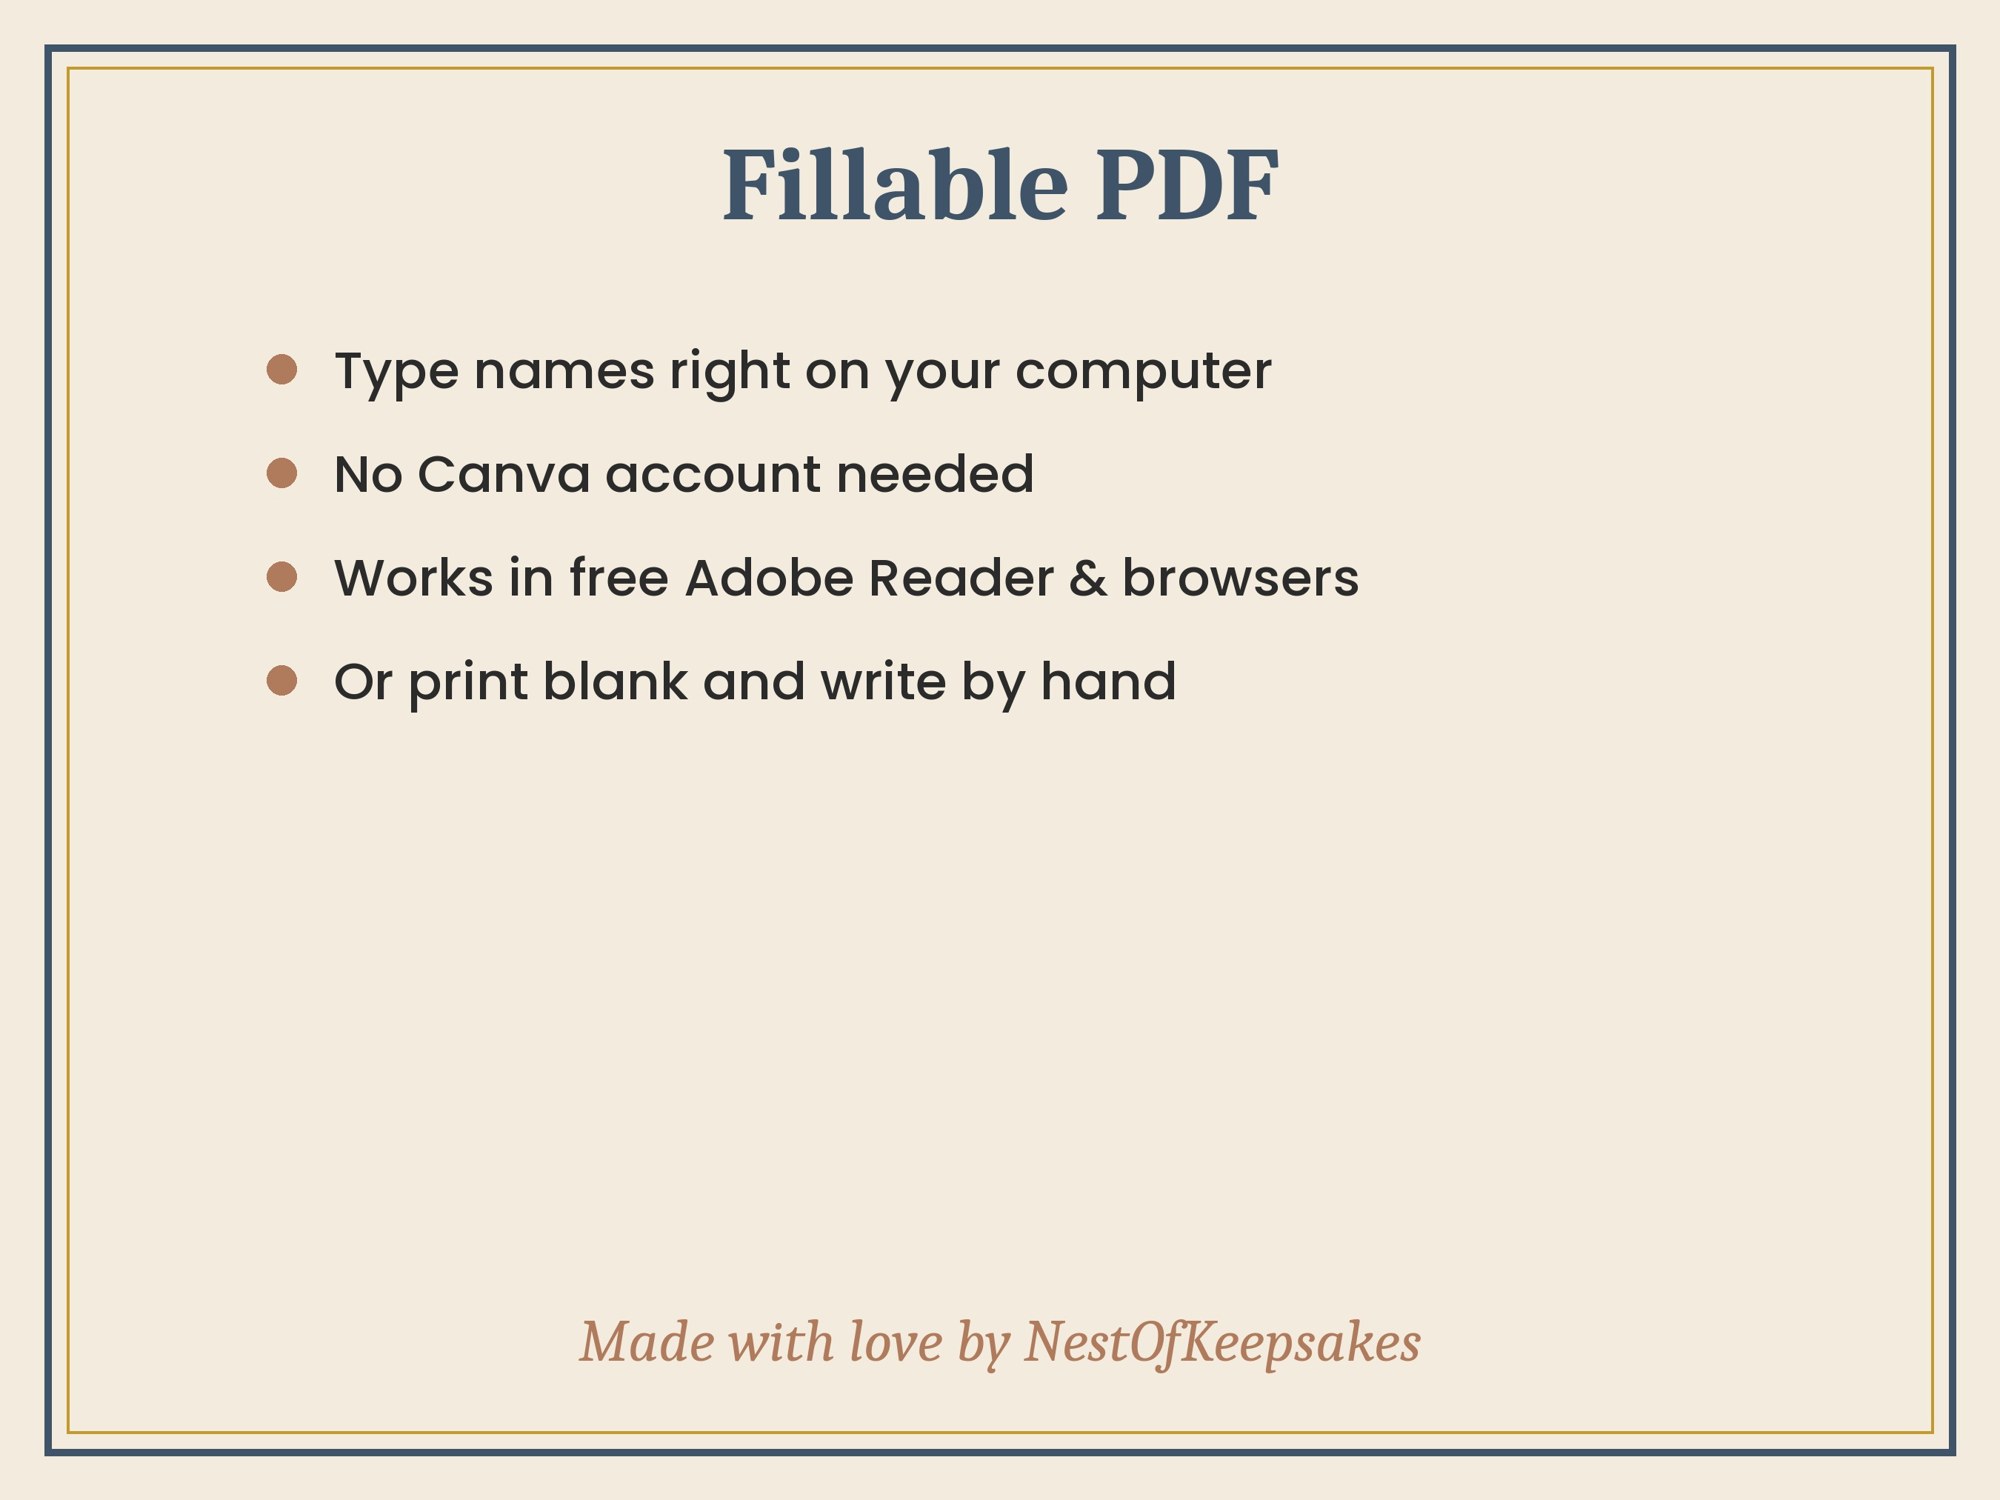 Fillable PDF
Type names right on your computer
No Canva account needed
Works in free Adobe Reader & browsers
Or print blank and write by hand
Made with love by NestOfKeepsakes